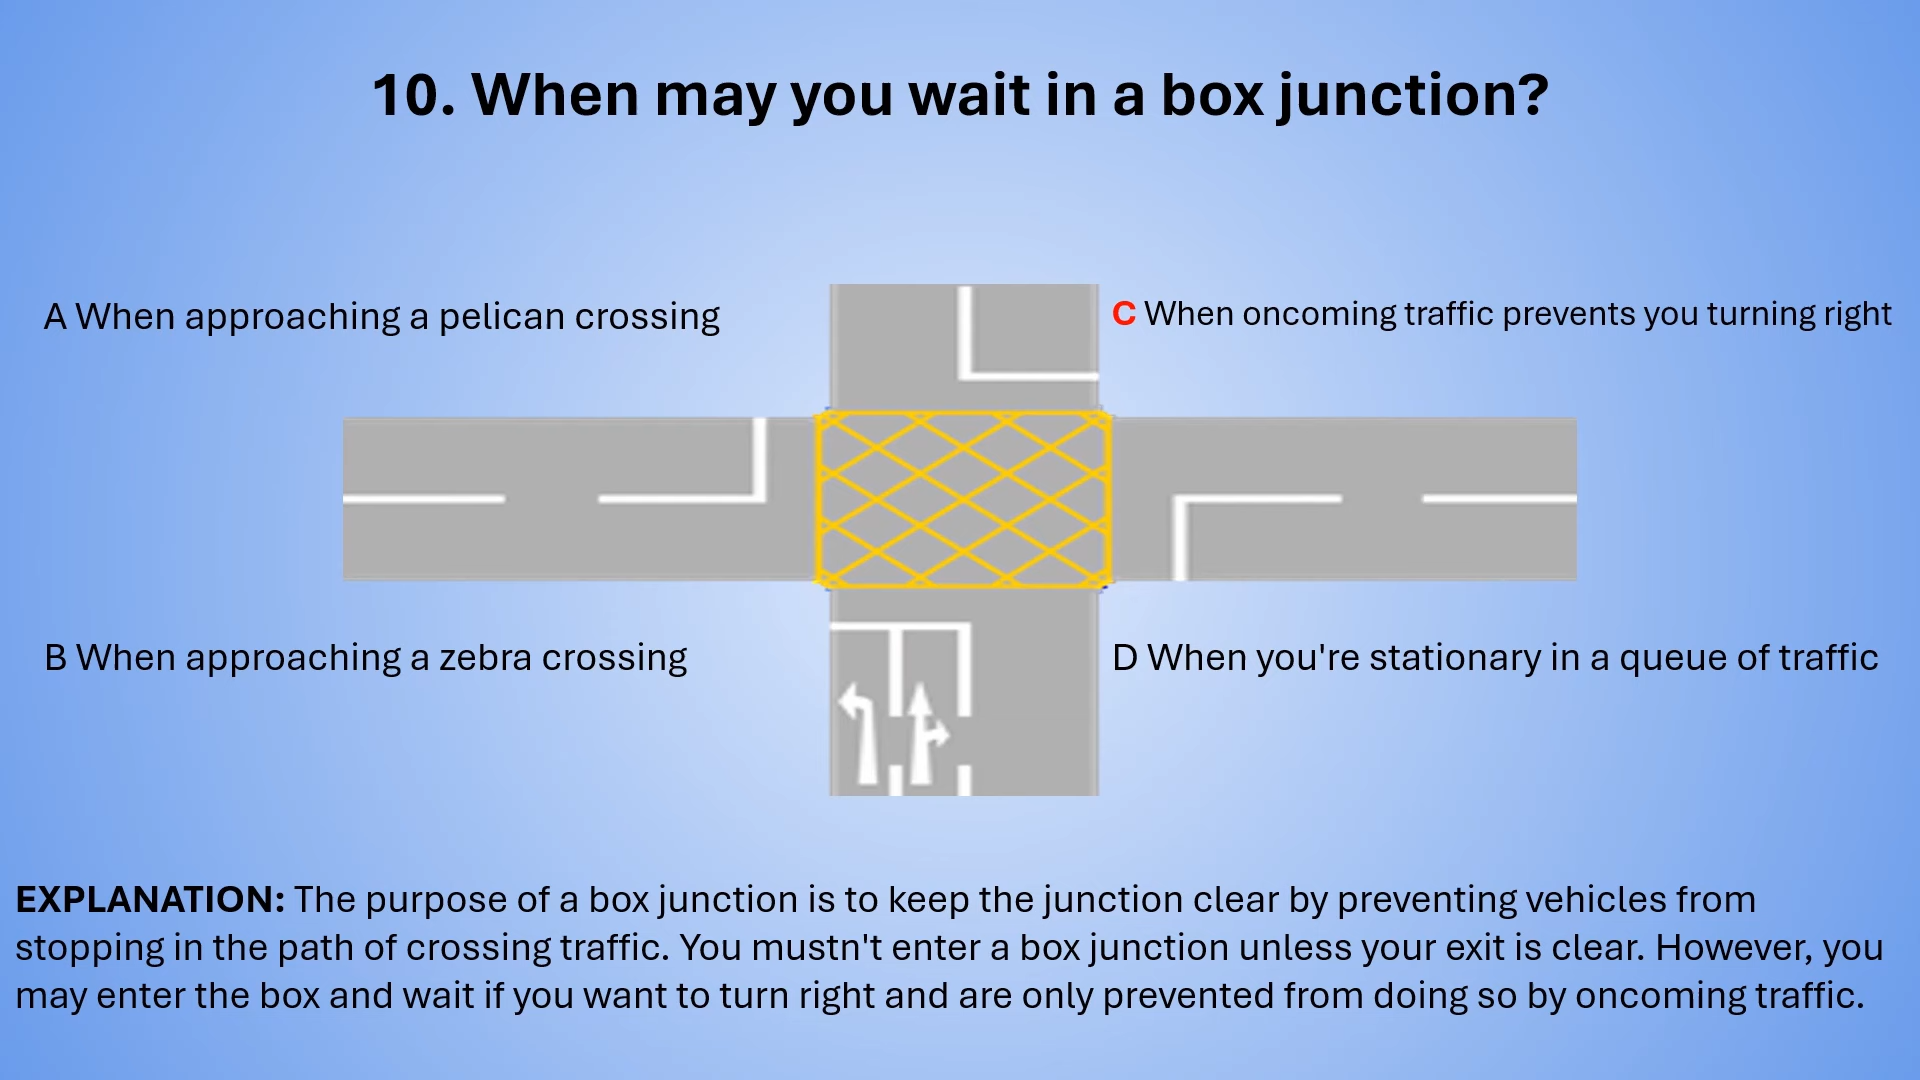 10. When may you wait in a box junction?
A When approaching a pelican crossing
C When oncoming traffic prevents you turning right
B When approaching a zebra crossing
D When you're stationary in a queue of traffic
EXPLANATION: The purpose of a box junction is to keep the junction clear by preventing vehicles from
stopping in the path of crossing traffic. You mustn't enter a box junction unless your exit is clear. However, you
may enter the box and wait if you want to turn right and are only prevented from doing so by oncoming traffic.